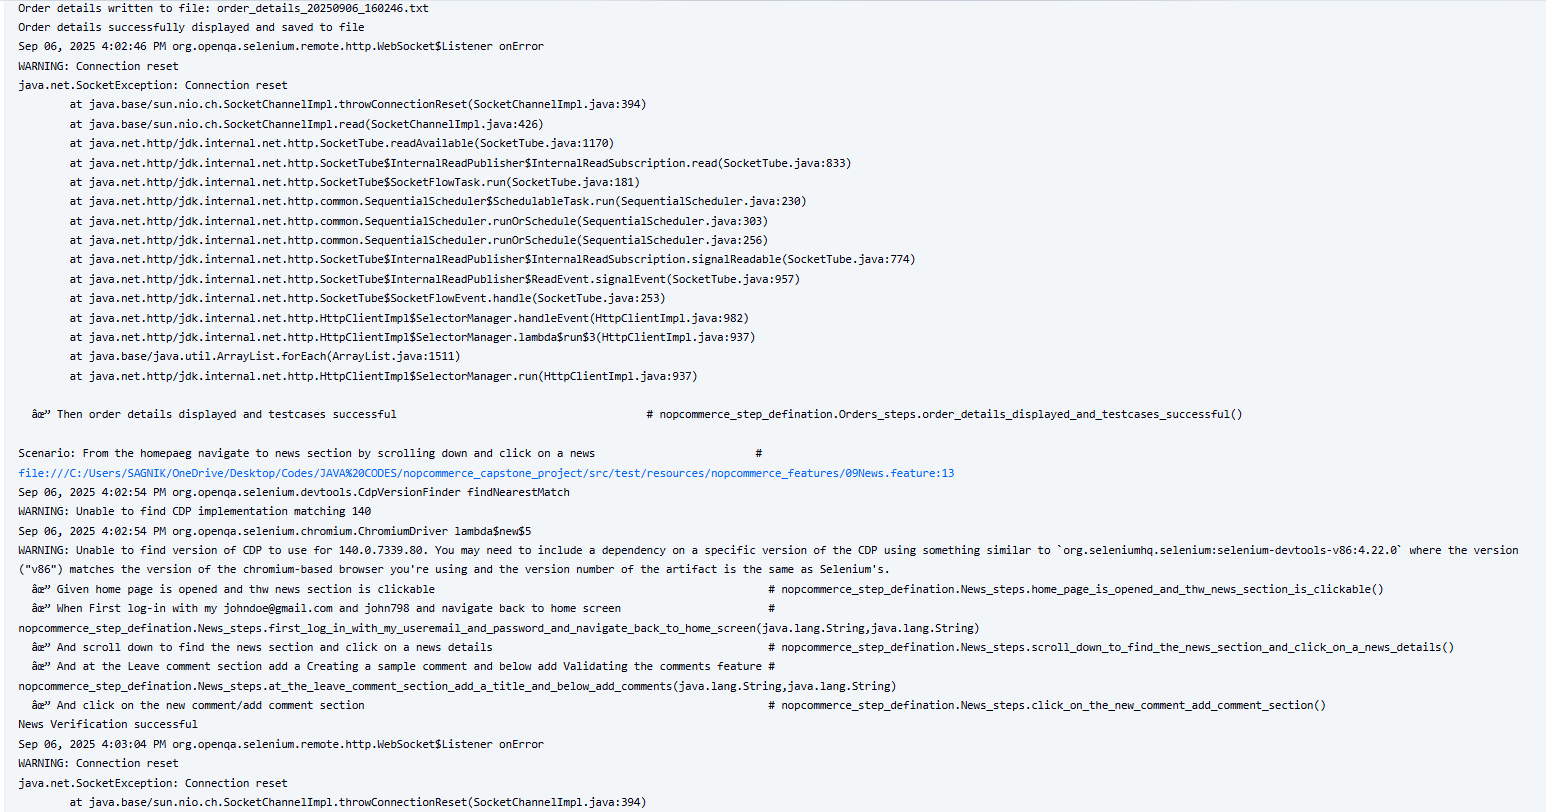 Order details written to file: order_details_20250906_160246.txt
Order details successfully displayed and saved to file
Sep 06, 2025 4:02:46 PM org.openqa.selenium.remote.http.WebSocket$Listener onError
WARNING: Connection reset
java.net.SocketException: Connection reset
at java.base/sun.nio.ch.SocketChannelImpl.throwConnectionReset(SocketChannelImpl.java:394)
at java.base/sun.nio.ch.SocketChannelImpl.read(SocketChannelImpl.java:426)
at java.net.http/jdk.internal.net.http.SocketTube.readAvailable(SocketTube.java:1170)
at java.net.http/jdk.internal.net.http.SocketTube$InternalReadPublisher$InternalReadSubscription.read(SocketTube.java:833)
at java.net.http/jdk.internal.net.http.SocketTube$SocketFlowTask.run(SocketTube.java:181)
at java.net.http/jdk.internal.net.http.common.SequentialScheduler$SchedulableTask.run(SequentialScheduler.java:230)
at java.net.http/jdk.internal.net.http.common.SequentialScheduler.runOrSchedule(SequentialScheduler.java:303)
at java.net.http/jdk.internal.net.http.common.SequentialScheduler.runOrSchedule(SequentialScheduler.java:256)
at java.net.http/jdk.internal.net.http.SocketTube$InternalReadPublisher$InternalReadSubscription.signalReadable(SocketTube.java:774)
at java.net.http/jdk.internal.net.http.SocketTube$InternalReadPublisher$ReadEvent.signalEvent(SocketTube.java:957)
at java.net.http/jdk.internal.net.http.SocketTube$SocketFlowEvent.handle(SocketTube.java:253)
at java.net.http/jdk.internal.net.http.HttpClientImpl$SelectorManager.handleEvent(HttpClientImpl.java:982)
at java.net.http/jdk.internal.net.http.HttpClientImpl$SelectorManager.lambda$run$3(HttpClientImpl.java:937)
at java.base/java.util.ArrayList.forEach(ArrayList.java:1511)
at java.net.http/jdk.internal.net.http.HttpClientImpl$SelectorManager.run(HttpClientImpl.java:937)
âœ” Then order details displayed and testcases successful # nopcommerce_step_defination.Orders_steps.order_details_displayed_and_testcases_successful()
Scenario: From the homepaeg navigate to news section by scrolling down and click on a news #
file:///C:/Users/SAGNIK/OneDrive/Desktop/Codes/JAVA%20CODES/nopcommerce_capstone_project/src/test/resources/nopcommerce_features/09News.feature:13
Sep 06, 2025 4:02:54 PM org.openqa.selenium.devtools.CdpVersionFinder findNearestMatch
WARNING: Unable to find CDP implementation matching 140
Sep 06, 2025 4:02:54 PM org.openqa.selenium.chromium.ChromiumDriver lambda$new$5
WARNING: Unable to find version of CDP to use for 140.0.7339.80. You may need to include a dependency on a specific version of the CDP using something similar to `org.seleniumhq.selenium:selenium-devtools-v86:4.22.0` where the version
("v86") matches the version of the chromium-based browser you're using and the version number of the artifact is the same as Selenium's.
âœ” Given home page is opened and thw news section is clickable # nopcommerce_step_defination.News_steps.home_page_is_opened_and_thw_news_section_is_clickable()
âœ” When First log-in with my johndoe@gmail.com and john798 and navigate back to home screen #
nopcommerce_step_defination.News_steps.first_log_in_with_my_useremail_and_password_and_navigate_back_to_home_screen(java.lang.String,java.lang.String)
âœ” And scroll down to find the news section and click on a news details # nopcommerce_step_defination.News_steps.scroll_down_to_find_the_news_section_and_click_on_a_news_details()
âœ” And at the Leave comment section add a Creating a sample comment and below add Validating the comments feature #
nopcommerce_step_defination.News_steps.at_the_leave_comment_section_add_a_title_and_below_add_comments(java.lang.String,java.lang.String)
âœ” And click on the new comment/add comment section # nopcommerce_step_defination.News_steps.click_on_the_new_comment_add_comment_section()
News Verification successful
Sep 06, 2025 4:03:04 PM org.openqa.selenium.remote.http.WebSocket$Listener onError
WARNING: Connection reset
java.net.SocketException: Connection reset
at java.base/sun.nio.ch.SocketChannelImpl.throwConnectionReset(SocketChannelImpl.java:394)